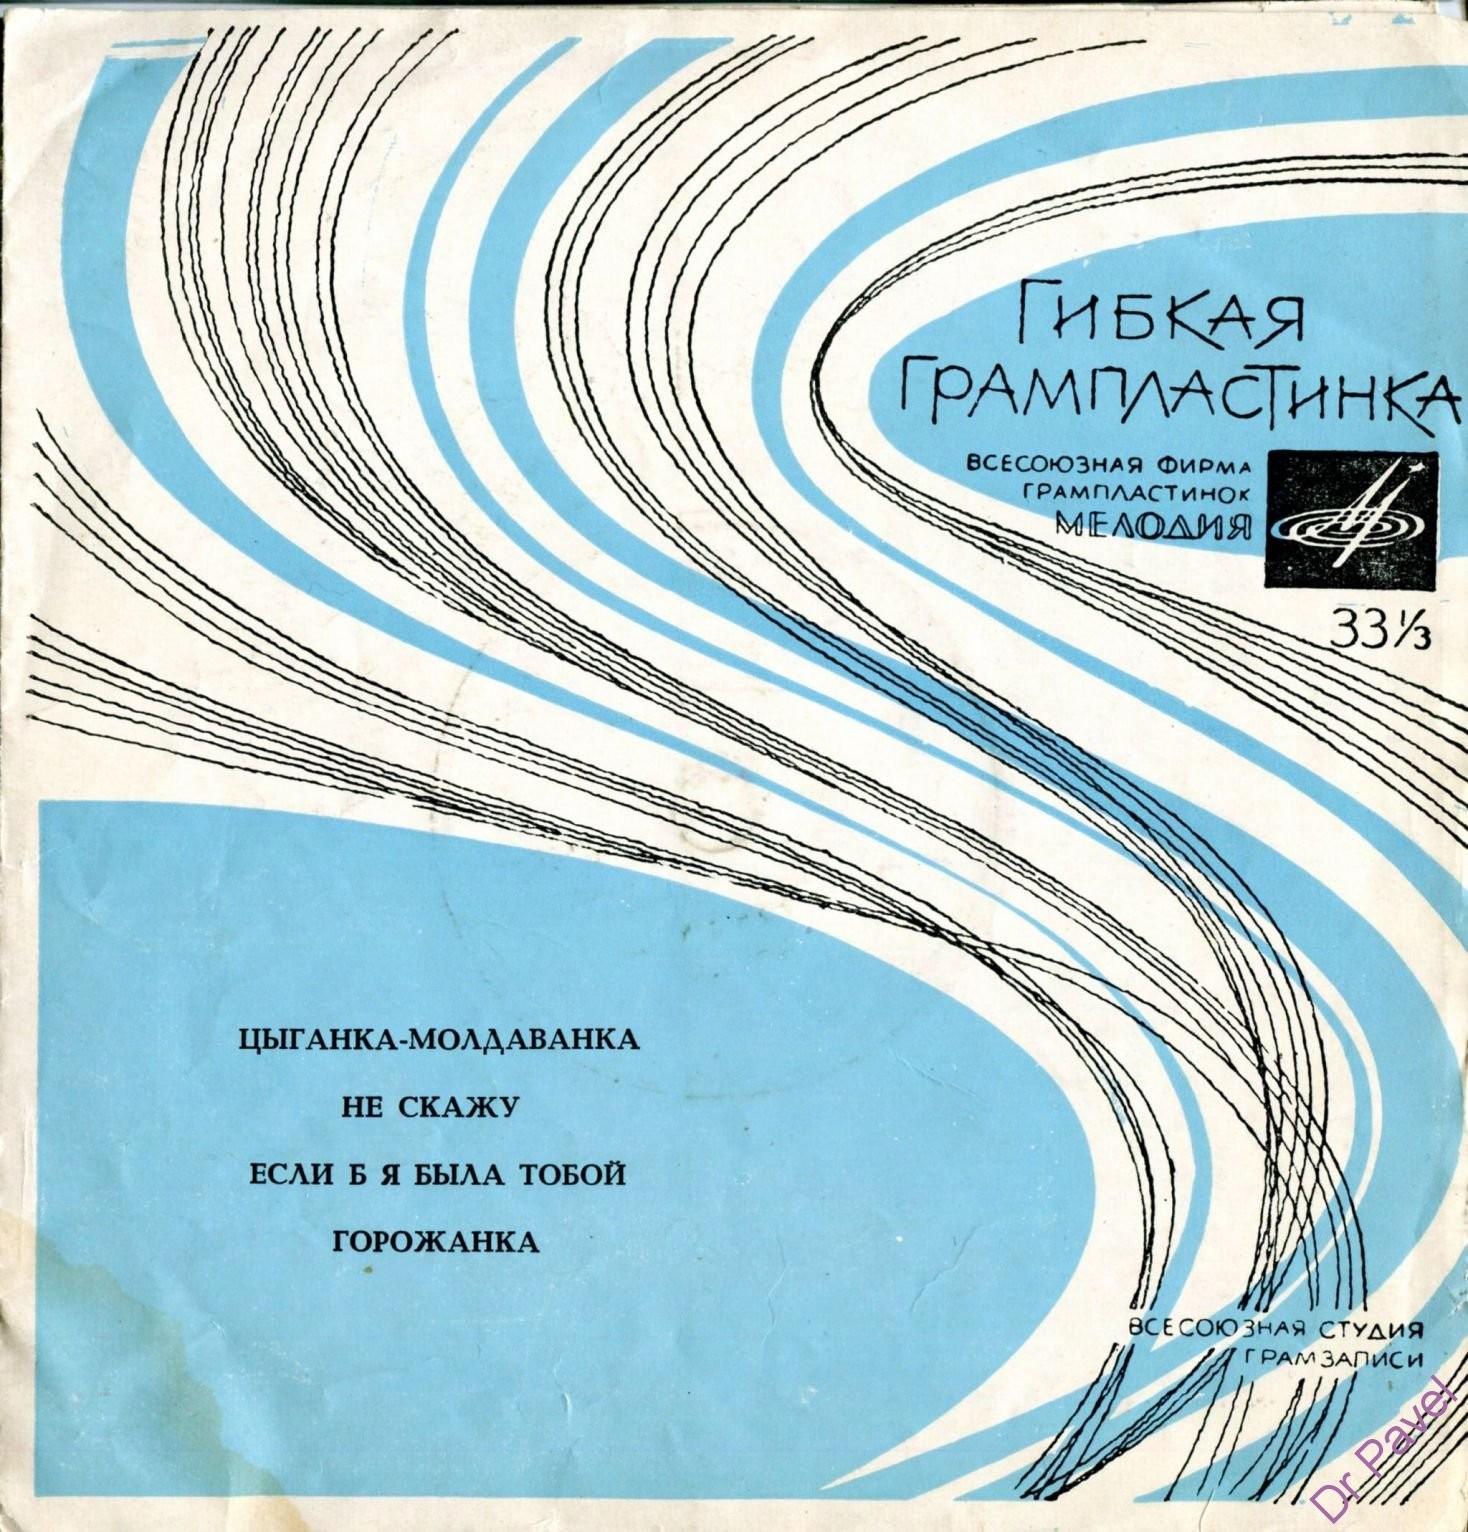 ГИБКАЯ
ГРАМПЛАСТИНКА
ВСЕСОЮЗНАЯ ФИРМА
ГРАМПЛАСТИНОК
МЕЛОДИЯ
33⅓
ЦЫГАНКА-МОЛДАВАНКА
НЕ СКАЖУ
ЕСЛИ Б Я БЫЛА ТОБОЙ
ГОРОЖАНКА
ВСЕСОЮЗНАЯ СТУДИЯ
ГРАМЗАПИСИ
Dr Pavel